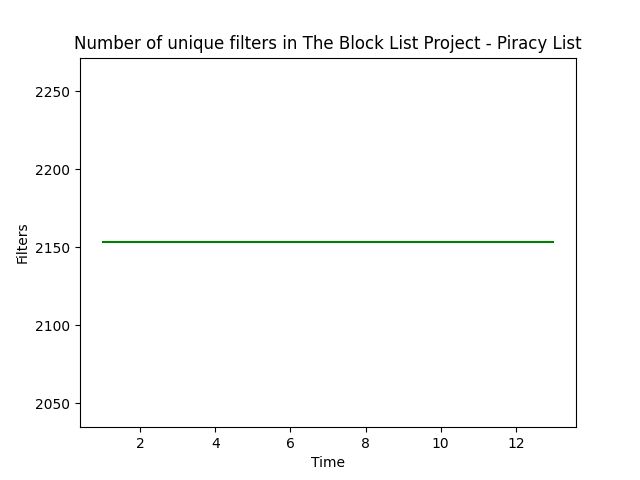 Number of unique filters in The Block List Project - Piracy List
2250
2200
2150
2100
2050
Filters
2 4 6 8 10 12
Time